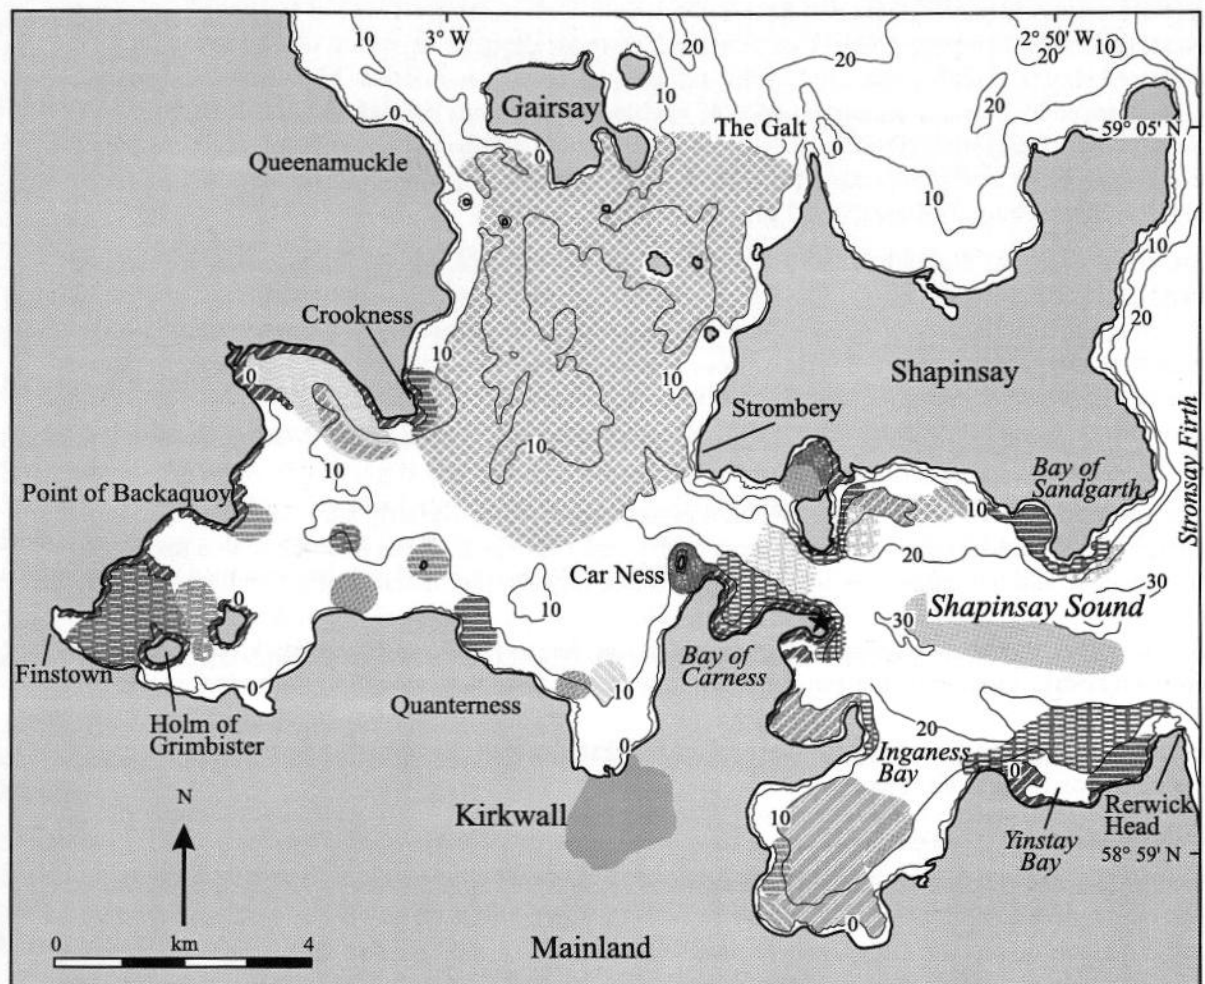 10
3° W
20
20
2° 50' W
10
20
0
Gairsay
10
The Galt
0
20
59° 05' N
Queenamuckle
0
10
10
Crookness
10
20
0
10
Shapinsay
Strombery
10
10
Stronsay Firth
Point of Backaquoy
Bay of
Sandgarth
10
20
Car Ness
30
0
10
30
Shapinsay Sound
Finstown
Bay of
Carness
0
10
Holm of
Grimbister
Quanterness
20
0
Inganess
Bay
0
N
Kirkwall
10
Rerwick
Head
Yinstay
Bay
58° 59' N
0
0
km
4
Mainland